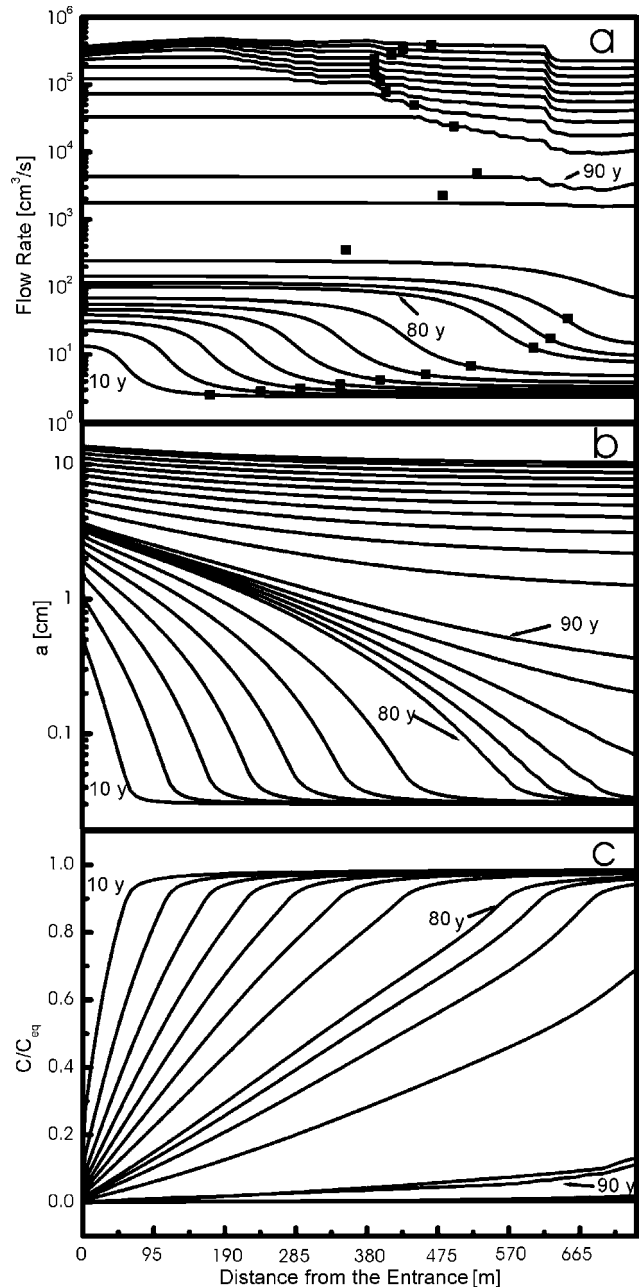 a
10⁶
10⁵
10⁴
10³
10²
10¹
10⁰
Flow Rate [cm³/s]
90 y
80 y
10 y
b
10
1
0.1
a [cm]
90 y
80 y
10 y
c
1.0
0.8
0.6
0.4
0.2
0.0
C/C_eq
10 y
80 y
90 y
0 95 190 285 380 475 570 665
Distance from the Entrance [m]